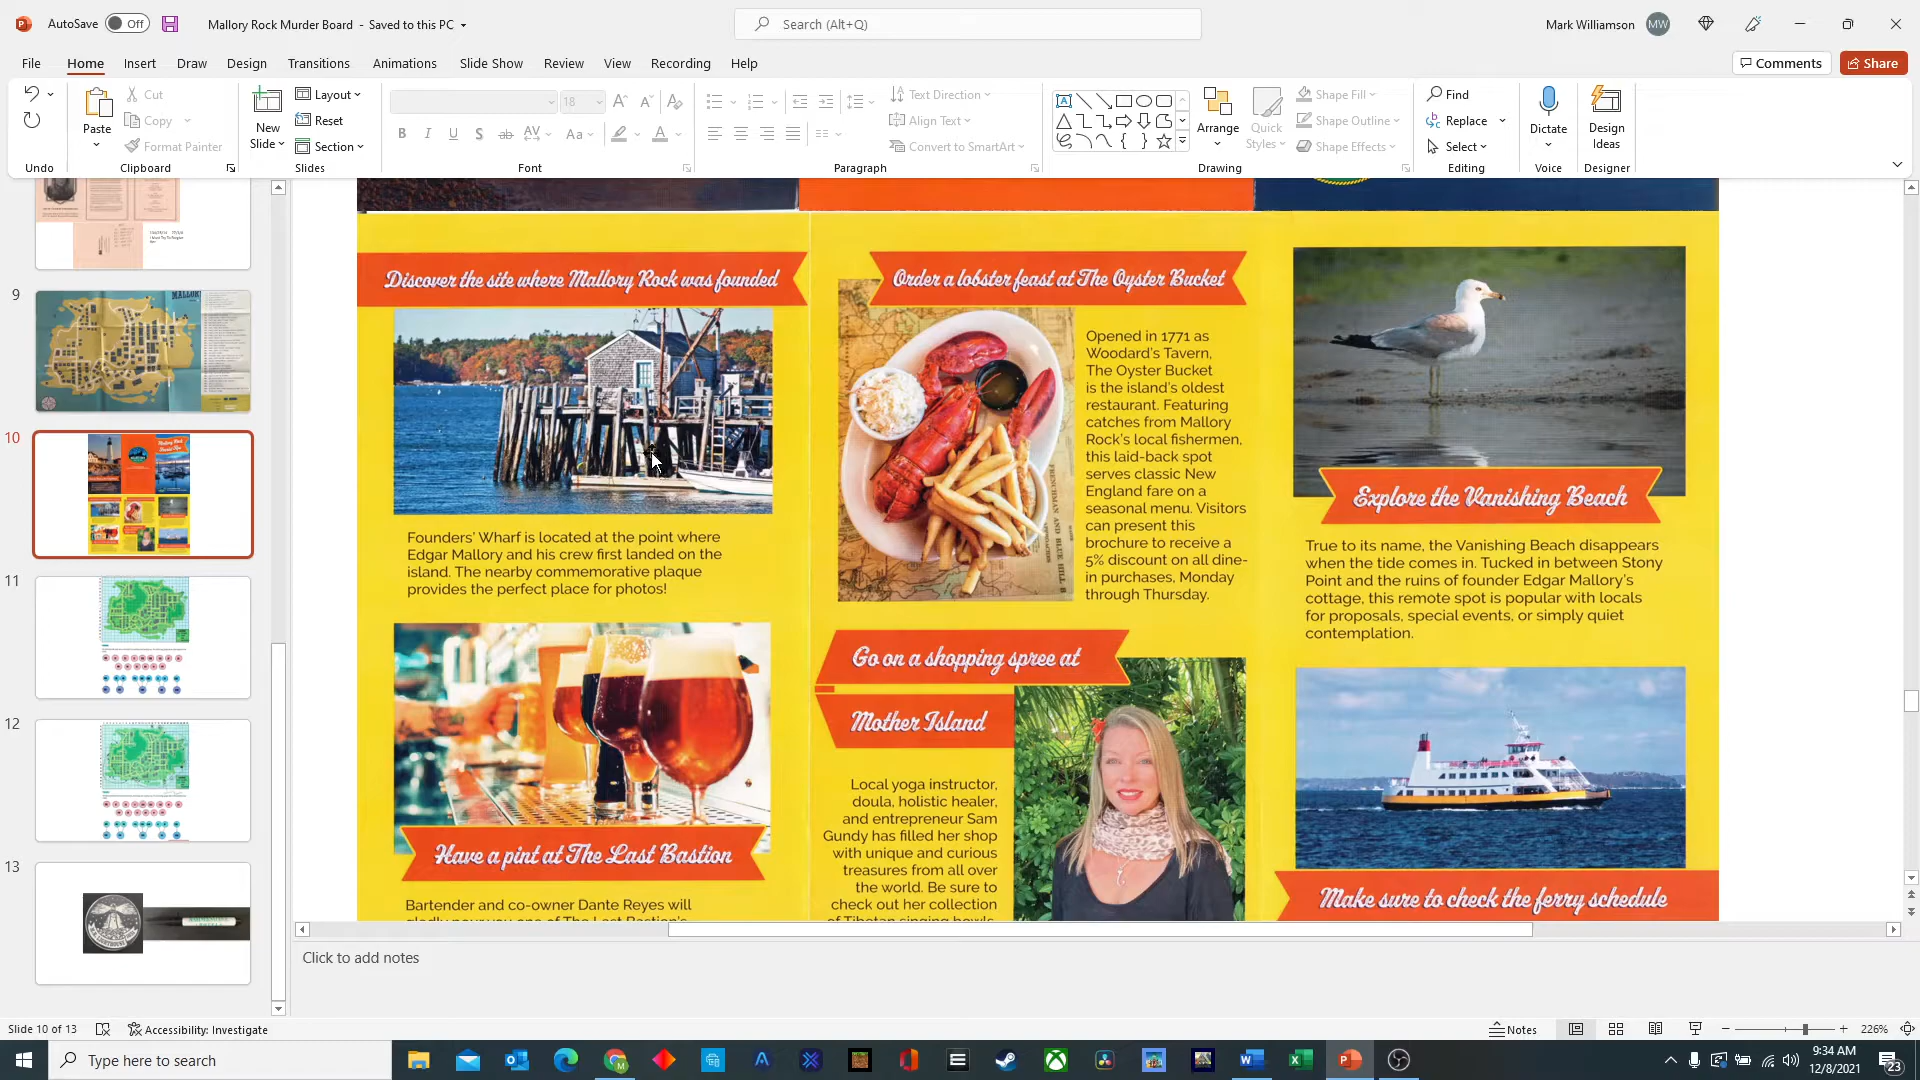 AutoSave
Off
Mallory Rock Murder Board - Saved to this PC
Search (Alt+Q)
Mark Williamson
MW
File
Home
Insert
Draw
Design
Transitions
Animations
Slide Show
Review
View
Recording
Help
Comments
Share
Undo
Paste
Cut
Copy
Format Painter
Clipboard
New
Slide
Layout
Reset
Section
Slides
18
Font
Text Direction
Align Text
Convert to SmartArt
Paragraph
Arrange
Quick
Styles
Shape Fill
Shape Outline
Shape Effects
Drawing
Find
Replace
Select
Editing
Dictate
Voice
Design
Ideas
Designer
9
10
11
12
13
Discover the site where Mallory Rock was founded
Founders' Wharf is located at the point where
Edgar Mallory and his crew first landed on the
island. The nearby commemorative plaque
provides the perfect place for photos!
Have a pint at The Last Bastion
Bartender and co-owner Dante Reyes will
Order a lobster feast at The Oyster Bucket
Opened in 1771 as
Woodard's Tavern,
The Oyster Bucket
is the island's oldest
restaurant. Featuring
catches from Mallory
Rock's local fishermen,
this laid-back spot
serves classic New
England fare on a
seasonal menu. Visitors
can present this
brochure to receive a
5% discount on all dine-
in purchases, Monday
through Thursday.
Go on a shopping spree at
Mother Island
Local yoga instructor,
doula, holistic healer,
and entrepreneur Sam
Gundy has filled her shop
with unique and curious
treasures from all over
the world. Be sure to
check out her collection
of Tibetan singing bowls,
Explore the Vanishing Beach
True to its name, the Vanishing Beach disappears
when the tide comes in. Tucked in between Stony
Point and the ruins of founder Edgar Mallory's
cottage, this remote spot is popular with locals
for proposals, special events, or simply quiet
contemplation.
Make sure to check the ferry schedule
Click to add notes
Slide 10 of 13
Accessibility: Investigate
Notes
226%
Type here to search
9:34 AM
12/8/2021
23